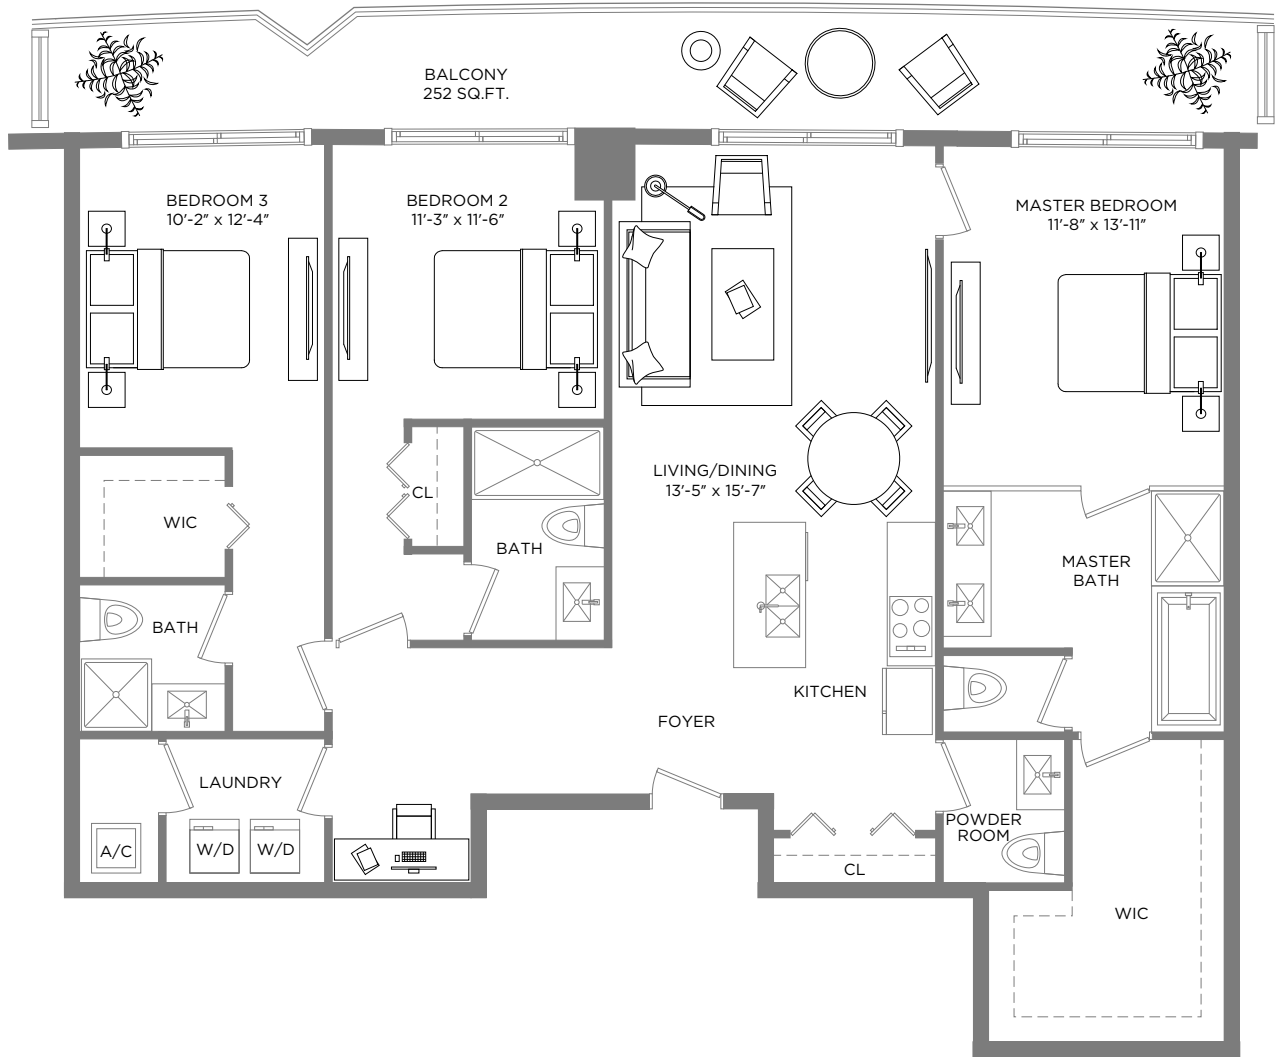 BALCONY
252 SQ.FT.
BEDROOM 3
10'-2" x 12'-4"
BEDROOM 2
11'-3" x 11'-6"
MASTER BEDROOM
11'-8" x 13'-11"
LIVING/DINING
13'-5" x 15'-7"
CL
WIC
BATH
MASTER
BATH
BATH
KITCHEN
FOYER
LAUNDRY
POWDER
ROOM
A/C
W/D
W/D
CL
WIC